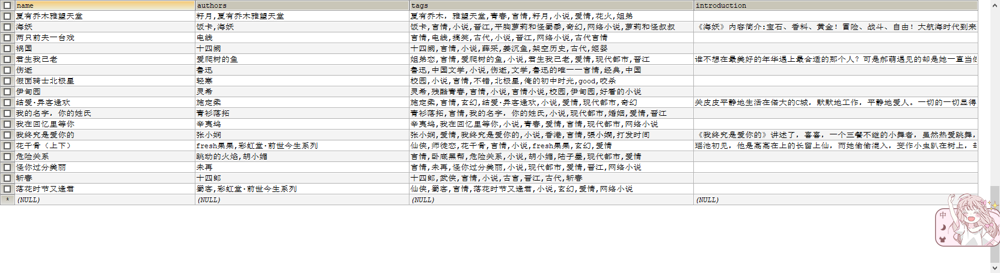 name authors tags introduction
夏有乔木雅望天堂 籽月,夏有乔木雅望天堂 夏有乔木，雅望天堂,青春,言情,籽月,小说,爱情,花火,姐弟
海妖 饭卡,海妖 饭卡,言情,小说,晋江,平胸萝莉和怪蜀黍,奇幻,网络小说,萝莉和怪叔叔 《海妖》内容简介:宝石、香料、黄金！冒险、战斗、自由！大航海时代到来
两只前夫一台戏 电线 言情,电线,搞笑,古代,小说,晋江,网络小说,古代言情
祸国 十四阙 十四阙,言情,小说,薛采,姜沉鱼,架空历史,古代,姬婴
君生我已老 爱爬树的鱼 姐弟恋,言情,爱爬树的鱼,小说,君生我已老,爱情,现代都市,晋江 谁不想在最美好的年华遇上最合适的那个人？可是郝萌遇见的却是她一直当做
伤逝 鲁迅 鲁迅,中国文学,小说,伤逝,文学,鲁迅的唯一一言情,经典,中国
假面骑士北极星 轻寒 校园,小说,言情,不错,北极星,俺的初中时光,good,咬杀
伊甸园 灵希 灵希,残酷青春,言情,小说,言情小说,校园,伊甸园,好看的小说
结爱·异客逢欢 施定柔 施定柔,言情,玄幻,结爱·异客逢欢,小说,爱情,现代都市,奇幻 关皮皮平静地生活在偌大的C城，默默地工作，平静地爱人。一切的一切显得
我的名字，你的姓氏 青衫落拓 青衫落拓,言情,我的名字，你的姓氏,小说,现代都市,婚姻,爱情,晋江
我在回忆里等你 辛夷坞 辛夷坞,我在回忆里等你,小说,青春,爱情,言情,现代都市,网络小说
我终究是爱你的 张小娴 张小娴,爱情,我终究是爱你的,小说,香港,言情,張小嫻,打发时间 《我终究是爱你的》讲述了，喜喜，一个三餐不继的小舞者，虽然热爱跳舞，
花千骨（上下） fresh果果,彩虹堂·前世今生系列 仙侠,师徒恋,花千骨,言情,小说,fresh果果,玄幻,爱情 瑶池初见，他是高高在上的长留上仙，而她偷偷混入，变作小虫趴在树上，却
危险关系 跳动的火焰,胡小媚 言情,卧底黑帮,危险关系,小说,胡小媚,陆子墨,现代都市,爱情
怪你过分美丽 未再 言情,未再,怪你过分美丽,小说,现代都市,爱情,晋江,网络小说
斩春 十四郎 十四郎,武侠,言情,小说,古言,晋江,古代,斩春
落花时节又逢君 蜀客,彩虹堂·前世今生系列 仙侠,蜀客,言情,落花时节又逢君,小说,玄幻,爱情,网络小说
* (NULL) (NULL) (NULL) (NULL)
中